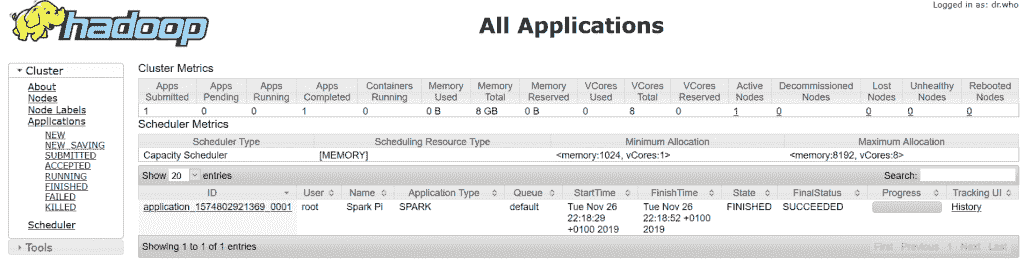 Logged in as: dr.who
hadoop
All Applications
Cluster
About
Nodes
Node Labels
Applications
NEW
NEW_SAVING
SUBMITTED
ACCEPTED
RUNNING
FINISHED
FAILED
KILLED
Scheduler
Tools
Cluster Metrics
Apps Submitted Apps Pending Apps Running Apps Completed Containers Running Memory Used Memory Total Memory Reserved VCores Used VCores Total VCores Reserved Active Nodes Decommissioned Nodes Lost Nodes Unhealthy Nodes Rebooted Nodes
1 0 0 1 0 0 B 8 GB 0 B 0 8 0 1 0 0 0 0
Scheduler Metrics
Scheduler Type Scheduling Resource Type Minimum Allocation Maximum Allocation
Capacity Scheduler [MEMORY] <memory:1024, vCores:1> <memory:8192, vCores:8>
Show 20 entries Search:
ID User Name Application Type Queue StartTime FinishTime State FinalStatus Progress Tracking UI
application_1574802921369_0001 root Spark Pi SPARK default Tue Nov 26 22:18:29 +0100 2019 Tue Nov 26 22:18:52 +0100 2019 FINISHED SUCCEEDED History
Showing 1 to 1 of 1 entries First Previous 1 Next Last